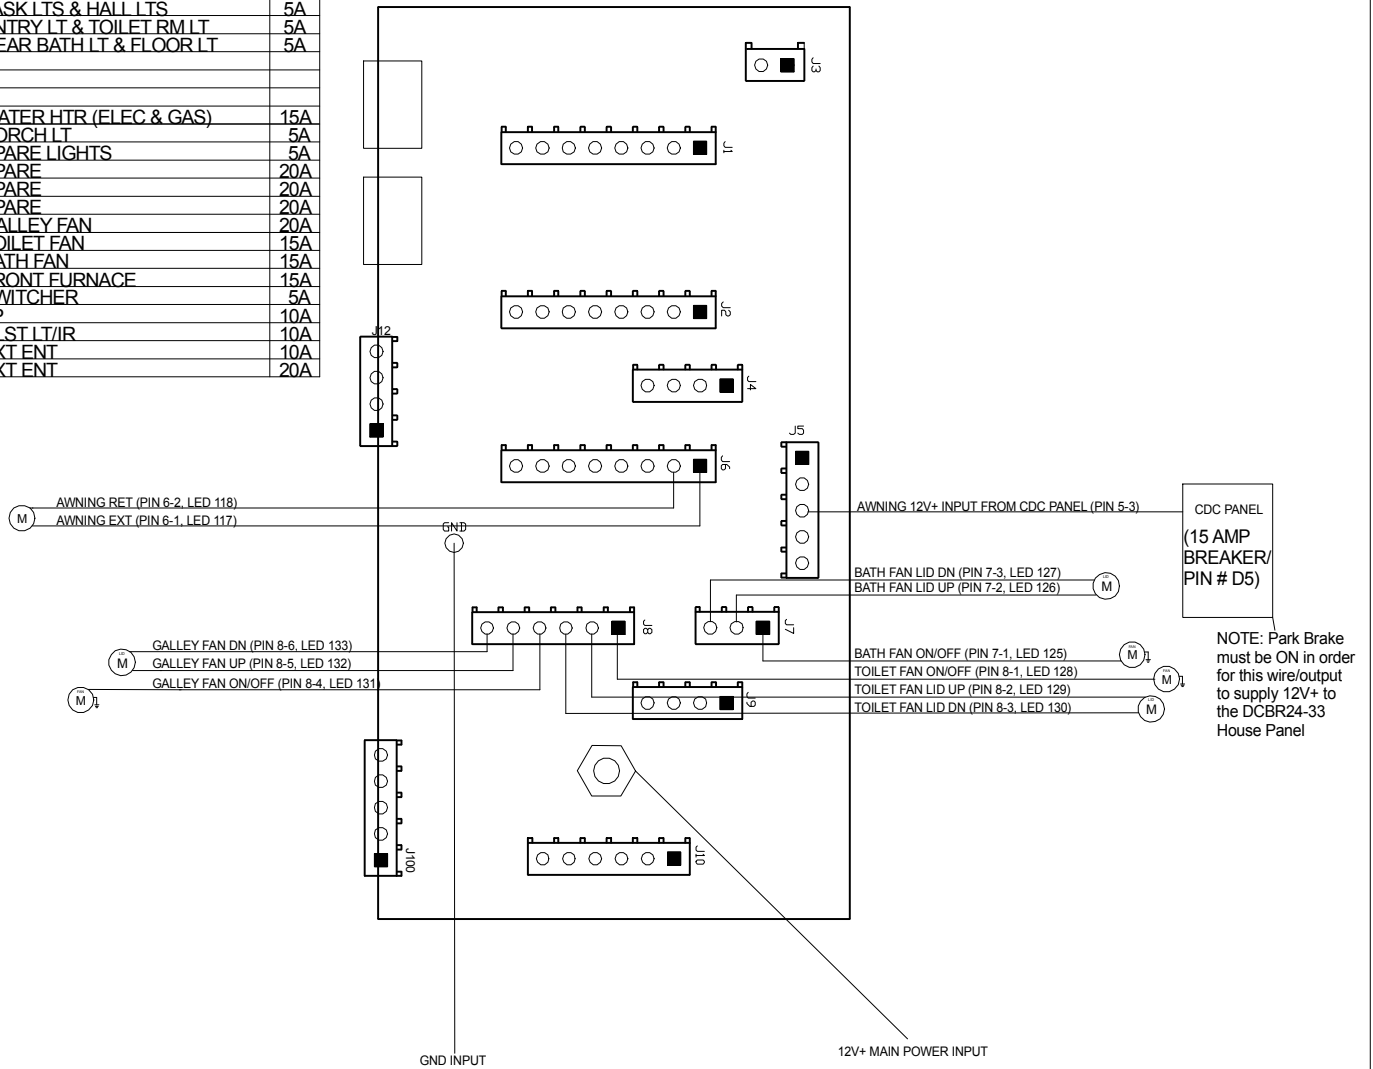 ASK LTS & HALL LTS 5A
NTRY LT & TOILET RM LT 5A
EAR BATH LT & FLOOR LT 5A
ATER HTR (ELEC & GAS) 15A
ORCH LT 5A
PARE LIGHTS 5A
PARE 20A
PARE 20A
PARE 20A
ALLEY FAN 20A
OILET FAN 15A
ATH FAN 15A
RONT FURNACE 15A
WITCHER 5A
P 10A
LST LT/IR 10A
XT ENT 10A
XT ENT 20A
J3
J1
J2
J12
J4
J5
J6
AWNING RET (PIN 6-2, LED 118)
AWNING EXT (PIN 6-1, LED 117)
M
GND
AWNING 12V+ INPUT FROM CDC PANEL (PIN 5-3)
CDC PANEL
(15 AMP
BREAKER/
PIN # D5)
BATH FAN LID DN (PIN 7-3, LED 127)
BATH FAN LID UP (PIN 7-2, LED 126)
LID
M
J8
J7
GALLEY FAN DN (PIN 8-6, LED 133)
GALLEY FAN UP (PIN 8-5, LED 132)
LID
M
GALLEY FAN ON/OFF (PIN 8-4, LED 131)
FAN
M
BATH FAN ON/OFF (PIN 7-1, LED 125)
FAN
M
TOILET FAN ON/OFF (PIN 8-1, LED 128)
FAN
M
TOILET FAN LID UP (PIN 8-2, LED 129)
TOILET FAN LID DN (PIN 8-3, LED 130)
LID
M
NOTE: Park Brake
must be ON in order
for this wire/output
to supply 12V+ to
the DCBR24-33
House Panel
J9
J100
J10
GND INPUT
12V+ MAIN POWER INPUT